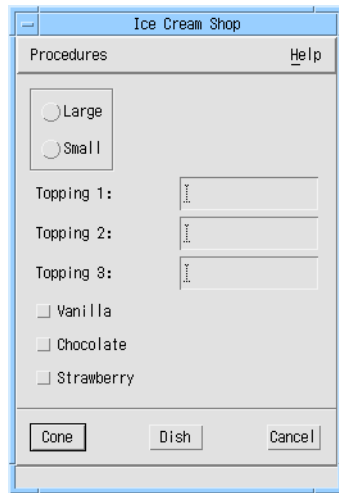 Ice Cream Shop
Procedures Help
Large
Small
Topping 1:
Topping 2:
Topping 3:
Vanilla
Chocolate
Strawberry
Cone Dish Cancel